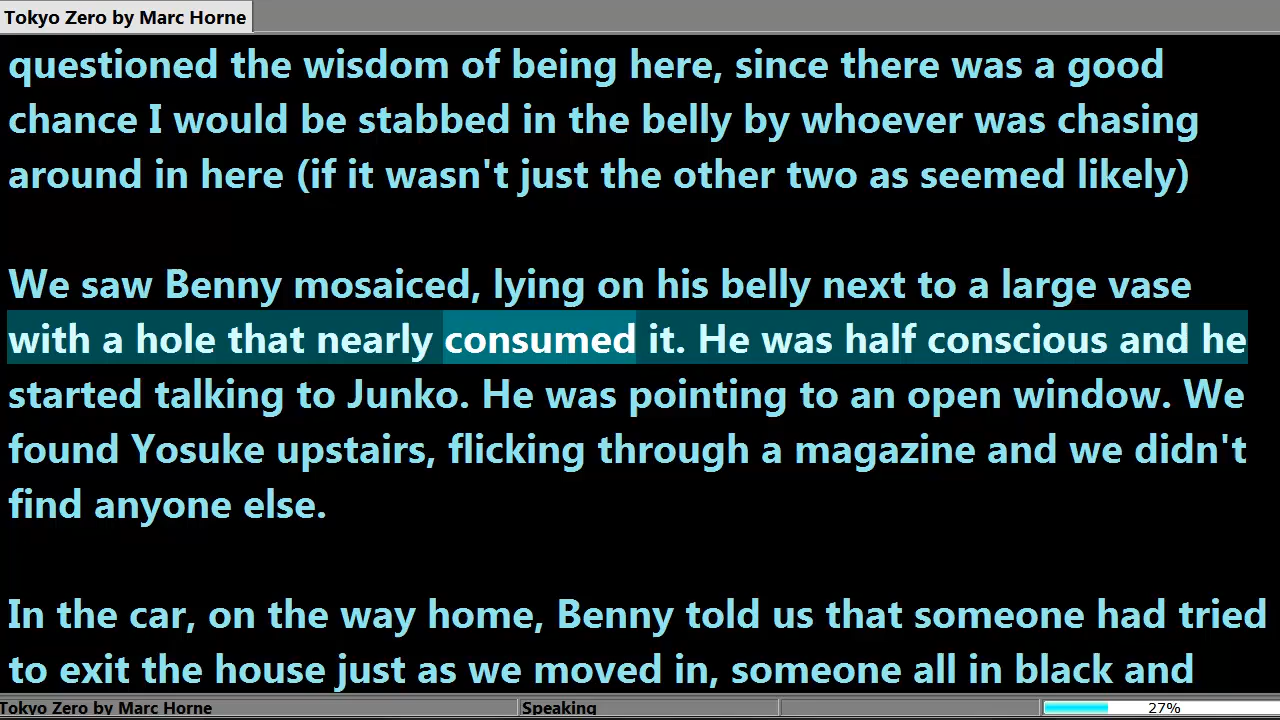 Tokyo Zero by Marc Horne
questioned the wisdom of being here, since there was a good
chance I would be stabbed in the belly by whoever was chasing
around in here (if it wasn't just the other two as seemed likely)
We saw Benny mosaiced, lying on his belly next to a large vase
with a hole that nearly consumed it. He was half conscious and he
started talking to Junko. He was pointing to an open window. We
found Yosuke upstairs, flicking through a magazine and we didn't
find anyone else.
In the car, on the way home, Benny told us that someone had tried
to exit the house just as we moved in, someone all in black and
Tokyo Zero by Marc Horne
Speaking
27%